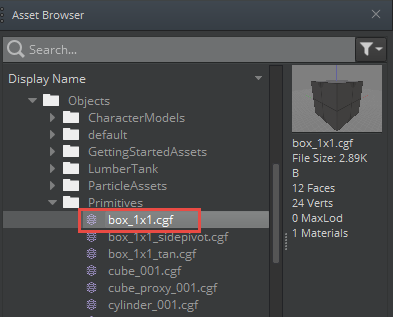 Asset Browser
Search...
Display Name
Objects
CharacterModels
default
GettingStartedAssets
LumberTank
ParticleAssets
Primitives
box_1x1.cgf
box_1x1_sidepivot.cgf
box_1x1_tan.cgf
cube_001.cgf
cube_proxy_001.cgf
cylinder_001.cgf
box_1x1.cgf
File Size: 2.89K
B
12 Faces
24 Verts
0 MaxLod
1 Materials